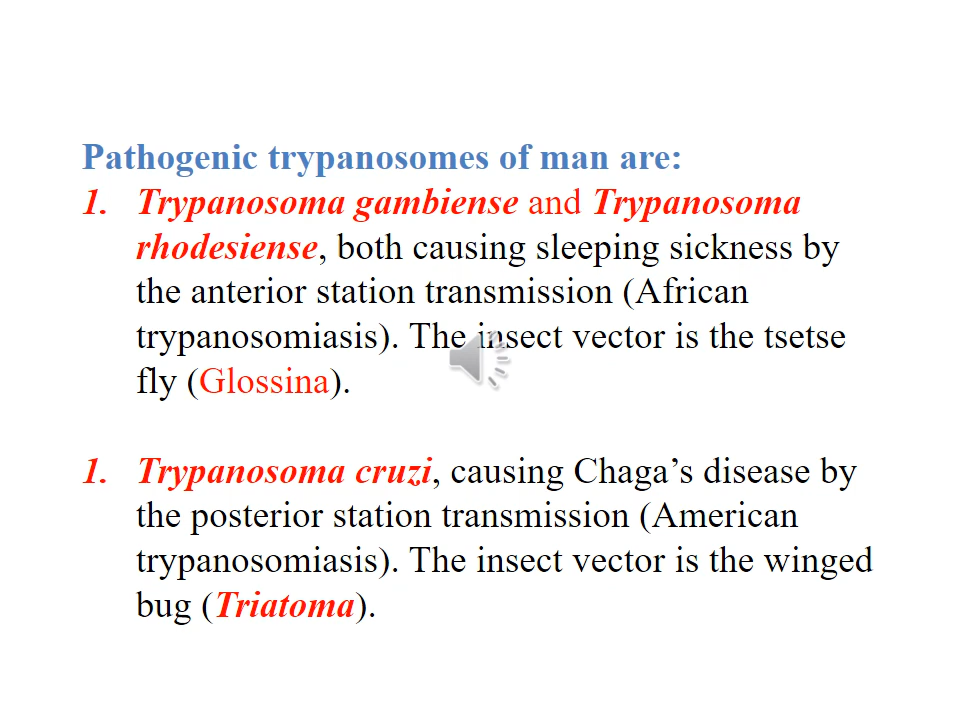 Pathogenic trypanosomes of man are:
1. Trypanosoma gambiense and Trypanosoma
rhodesiense, both causing sleeping sickness by
the anterior station transmission (African
trypanosomiasis). The insect vector is the tsetse
fly (Glossina).
1. Trypanosoma cruzi, causing Chaga’s disease by
the posterior station transmission (American
trypanosomiasis). The insect vector is the winged
bug (Triatoma).